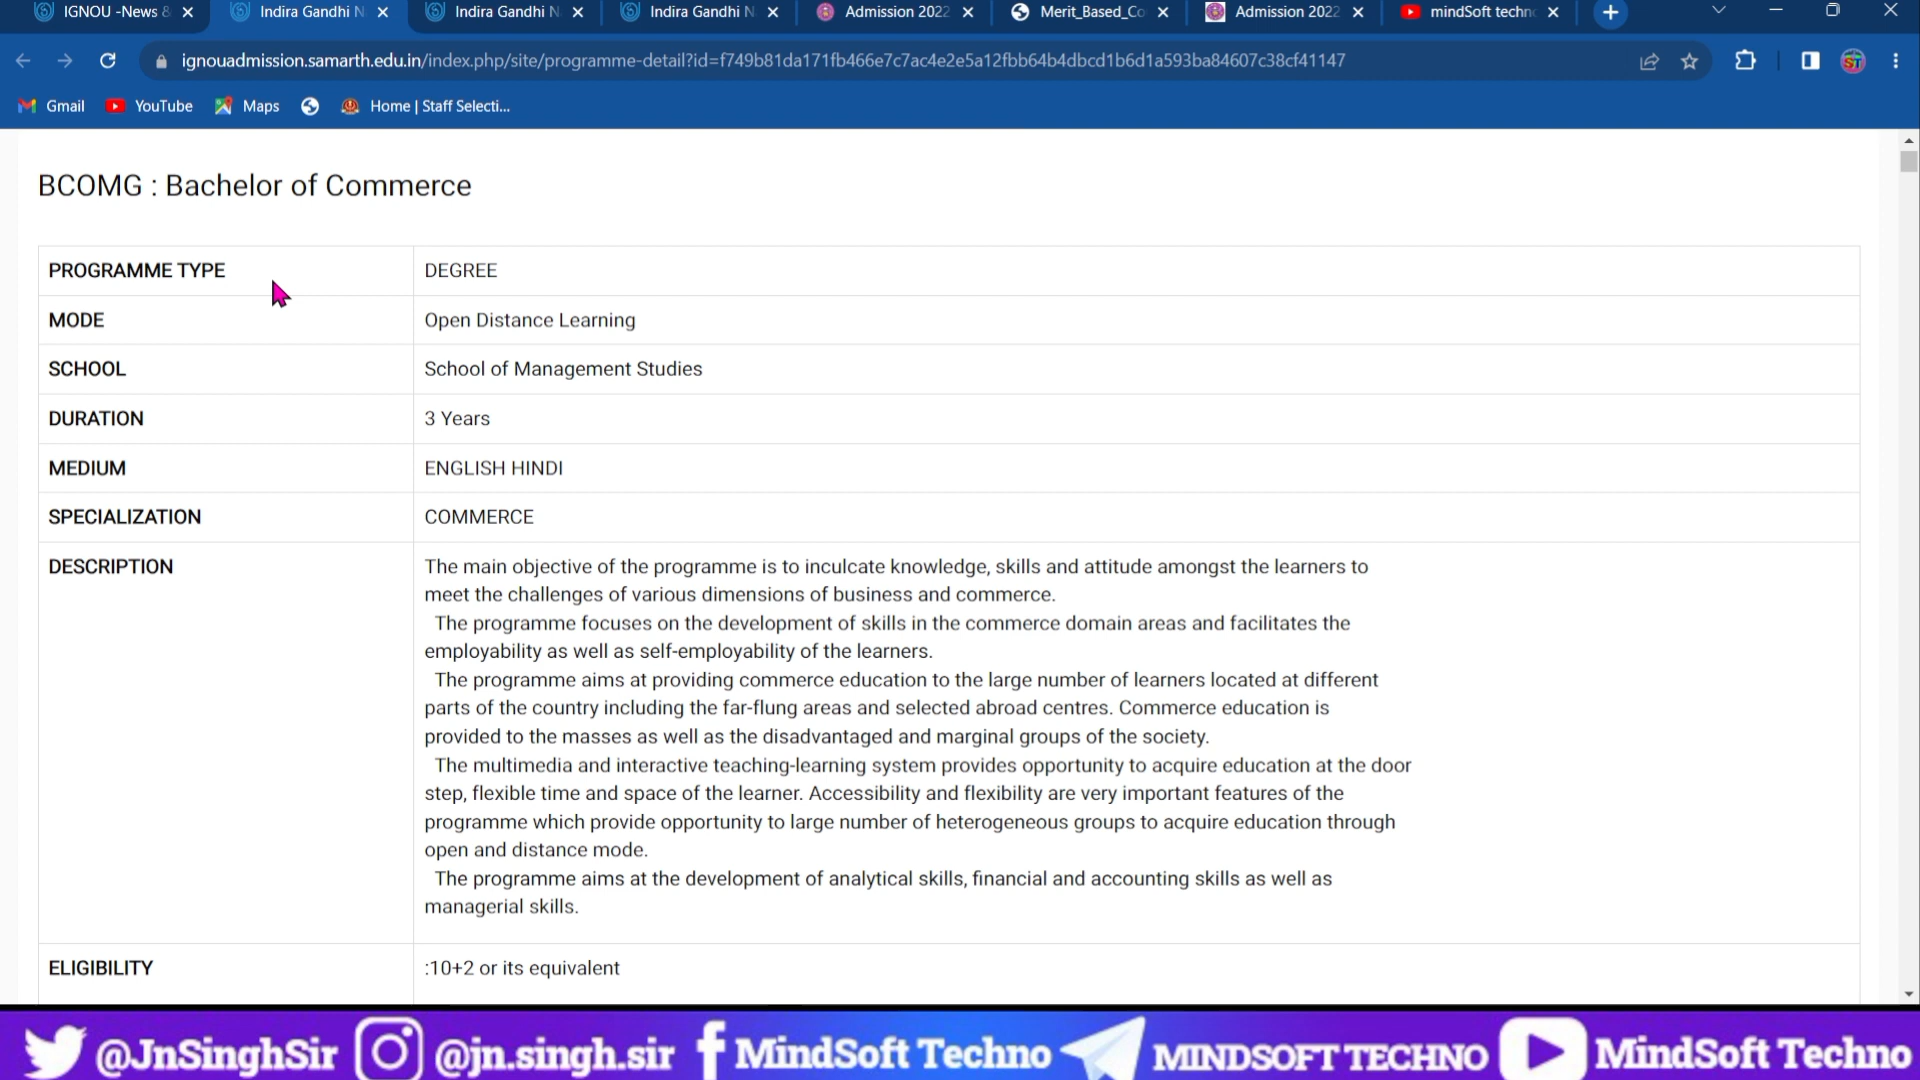 IGNOU -News &
Indira Gandhi N
Indira Gandhi N
Indira Gandhi N
Admission 2022
Merit_Based_Co
Admission 2022
mindSoft techn
ignouadmission.samarth.edu.in/index.php/site/programme-detail?id=f749b81da171fb466e7c7ac4e2e5a12fbb64b4dbcd1b6d1a593ba84607c38cf41147
ST
Gmail
YouTube
Maps
Home | Staff Selecti...
BCOMG : Bachelor of Commerce
PROGRAMME TYPE
DEGREE
MODE
Open Distance Learning
SCHOOL
School of Management Studies
DURATION
3 Years
MEDIUM
ENGLISH HINDI
SPECIALIZATION
COMMERCE
DESCRIPTION
The main objective of the programme is to inculcate knowledge, skills and attitude amongst the learners to
meet the challenges of various dimensions of business and commerce.
The programme focuses on the development of skills in the commerce domain areas and facilitates the
employability as well as self-employability of the learners.
The programme aims at providing commerce education to the large number of learners located at different
parts of the country including the far-flung areas and selected abroad centres. Commerce education is
provided to the masses as well as the disadvantaged and marginal groups of the society.
The multimedia and interactive teaching-learning system provides opportunity to acquire education at the door
step, flexible time and space of the learner. Accessibility and flexibility are very important features of the
programme which provide opportunity to large number of heterogeneous groups to acquire education through
open and distance mode.
The programme aims at the development of analytical skills, financial and accounting skills as well as
managerial skills.
ELIGIBILITY
:10+2 or its equivalent
@JnSinghSir
@jn.singh.sir
MindSoft Techno
MINDSOFT TECHNO
MindSoft Techno